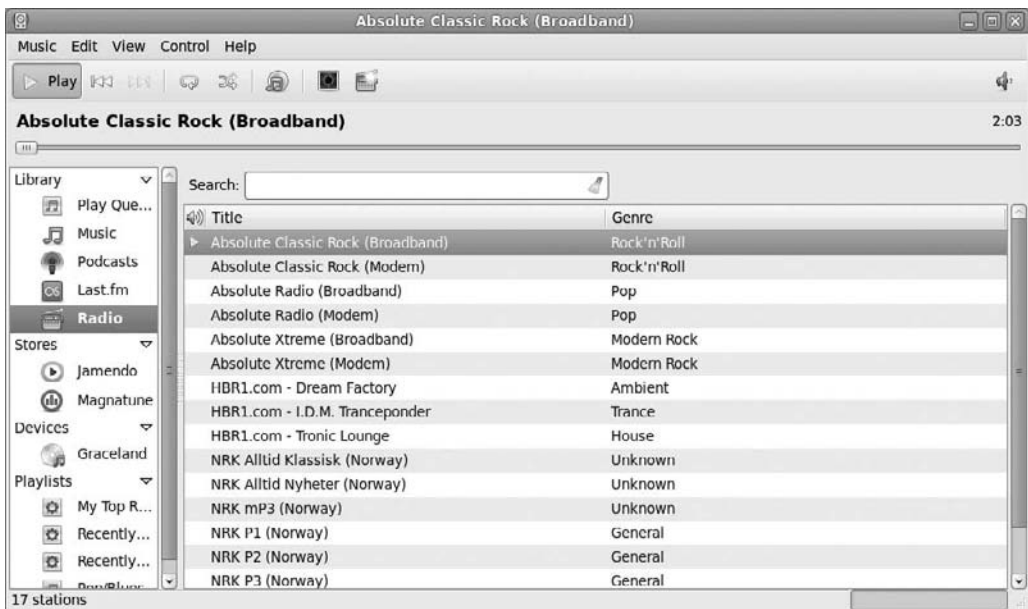 Absolute Classic Rock (Broadband)
Music Edit View Control Help
Play
Absolute Classic Rock (Broadband) 2:03
Library
Play Que...
Music
Podcasts
Last.fm
Radio
Stores
Jamendo
Magnatune
Devices
Graceland
Playlists
My Top R...
Recently...
Recently...
Search:
Title Genre
Absolute Classic Rock (Broadband) Rock'n'Roll
Absolute Classic Rock (Modem) Rock'n'Roll
Absolute Radio (Broadband) Pop
Absolute Radio (Modem) Pop
Absolute Xtreme (Broadband) Modern Rock
Absolute Xtreme (Modem) Modern Rock
HBR1.com - Dream Factory Ambient
HBR1.com - I.D.M. Tranceponder Trance
HBR1.com - Tronic Lounge House
NRK Alltid Klassisk (Norway) Unknown
NRK Alltid Nyheter (Norway) Unknown
NRK mP3 (Norway) Unknown
NRK P1 (Norway) General
NRK P2 (Norway) General
NRK P3 (Norway) General
17 stations